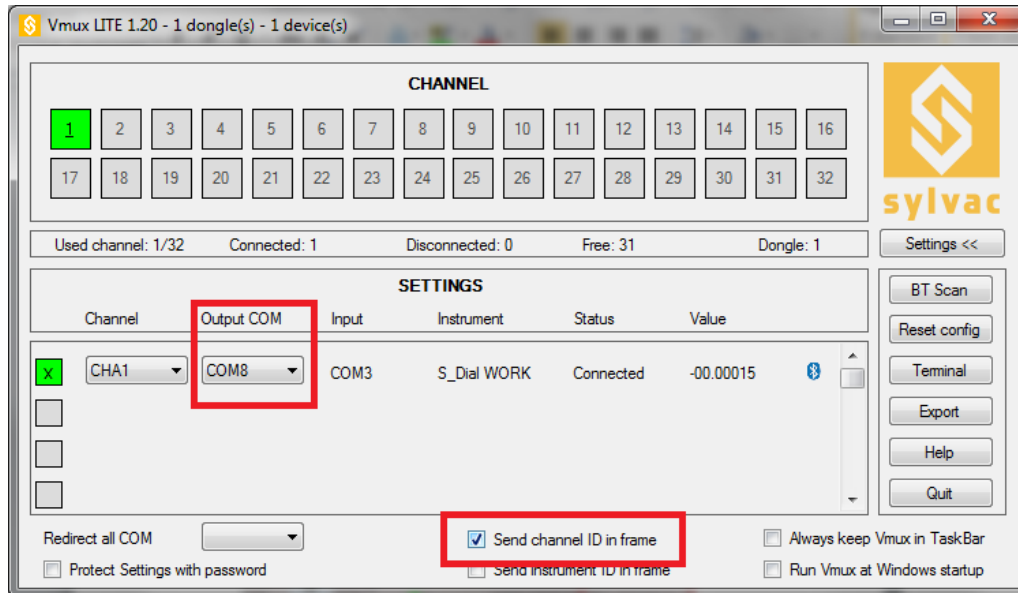 Vmux LITE 1.20 - 1 dongle(s) - 1 device(s)
CHANNEL
1 2 3 4 5 6 7 8 9 10 11 12 13 14 15 16
17 18 19 20 21 22 23 24 25 26 27 28 29 30 31 32
sylvac
Used channel: 1/32 Connected: 1 Disconnected: 0 Free: 31 Dongle: 1
Settings <<
SETTINGS
Channel Output COM Input Instrument Status Value
X CHA1 COM8 COM3 S_Dial WORK Connected -00.00015
BT Scan
Reset config
Terminal
Export
Help
Quit
Redirect all COM
Send channel ID in frame
Always keep Vmux in TaskBar
Protect Settings with password
Send Instrument ID in frame
Run Vmux at Windows startup